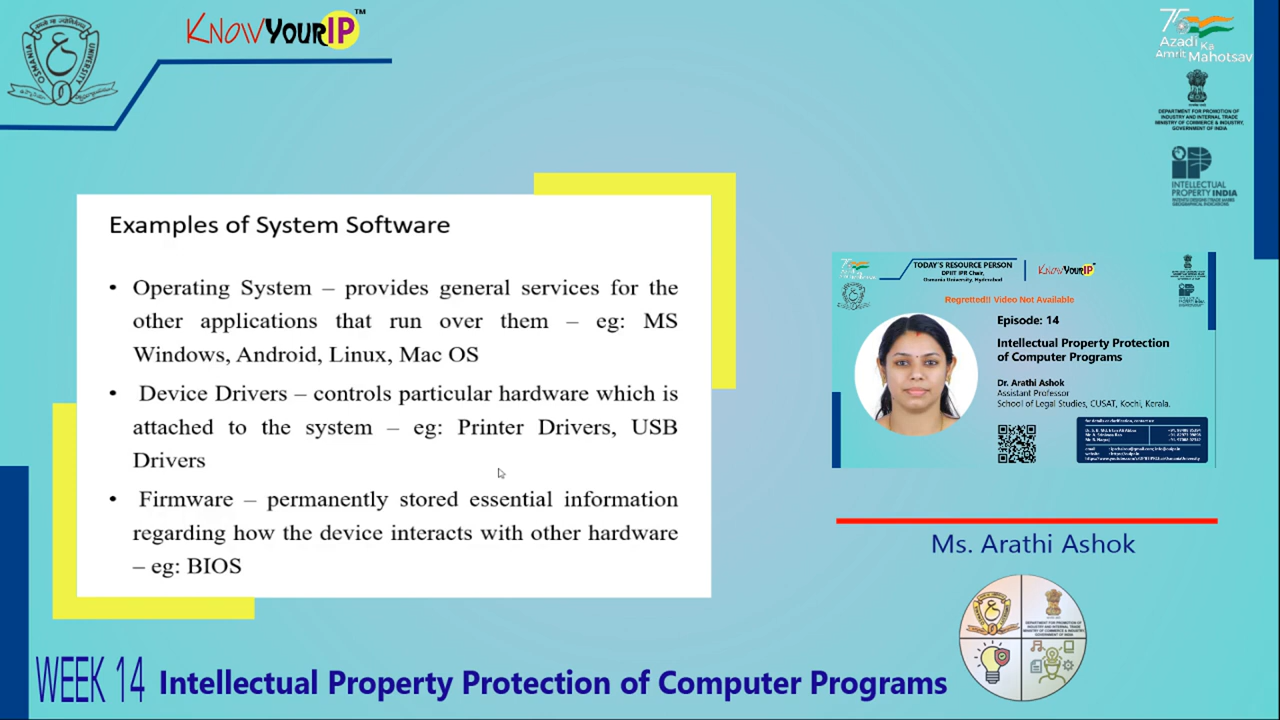 KNOWYOURIP™
OSMANIA UNIVERSITY
75
Azadi Ka
Amrit Mahotsav
DEPARTMENT FOR PROMOTION OF
INDUSTRY AND INTERNAL TRADE
MINISTRY OF COMMERCE & INDUSTRY,
GOVERNMENT OF INDIA
INTELLECTUAL
PROPERTY INDIA
Examples of System Software
• Operating System – provides general services for the
other applications that run over them – eg: MS
Windows, Android, Linux, Mac OS
• Device Drivers – controls particular hardware which is
attached to the system – eg: Printer Drivers, USB
Drivers
• Firmware – permanently stored essential information
regarding how the device interacts with other hardware
– eg: BIOS
TODAY'S RESOURCE PERSON
DPIIT IPR Chair,
Osmania University, Hyderabad
KNOWYOURIP
Regretted!! Video Not Available
Episode: 14
Intellectual Property Protection
of Computer Programs
Dr. Arathi Ashok
Assistant Professor
School of Legal Studies, CUSAT, Kochi, Kerala.
Ms. Arathi Ashok
WEEK 14 Intellectual Property Protection of Computer Programs